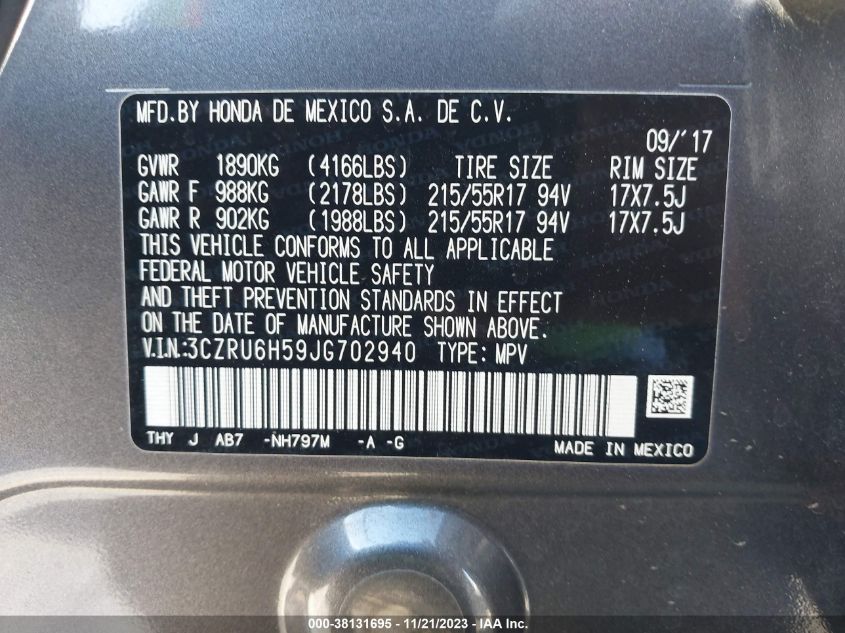 MFD. BY HONDA DE MEXICO S.A. DE C.V.
09/'17
GVWR 1890KG (4166LBS) TIRE SIZE RIM SIZE
GAWR F 988KG (2178LBS) 215/55R17 94V 17X7.5J
GAWR R 902KG (1988LBS) 215/55R17 94V 17X7.5J
THIS VEHICLE CONFORMS TO ALL APPLICABLE
FEDERAL MOTOR VEHICLE SAFETY
AND THEFT PREVENTION STANDARDS IN EFFECT
ON THE DATE OF MANUFACTURE SHOWN ABOVE.
V.I.N.:3CZRU6H59JG702940 TYPE: MPV
THY J AB7 -NH797M -A -G
MADE IN MEXICO
000-38131695 - 11/21/2023 - IAA Inc.